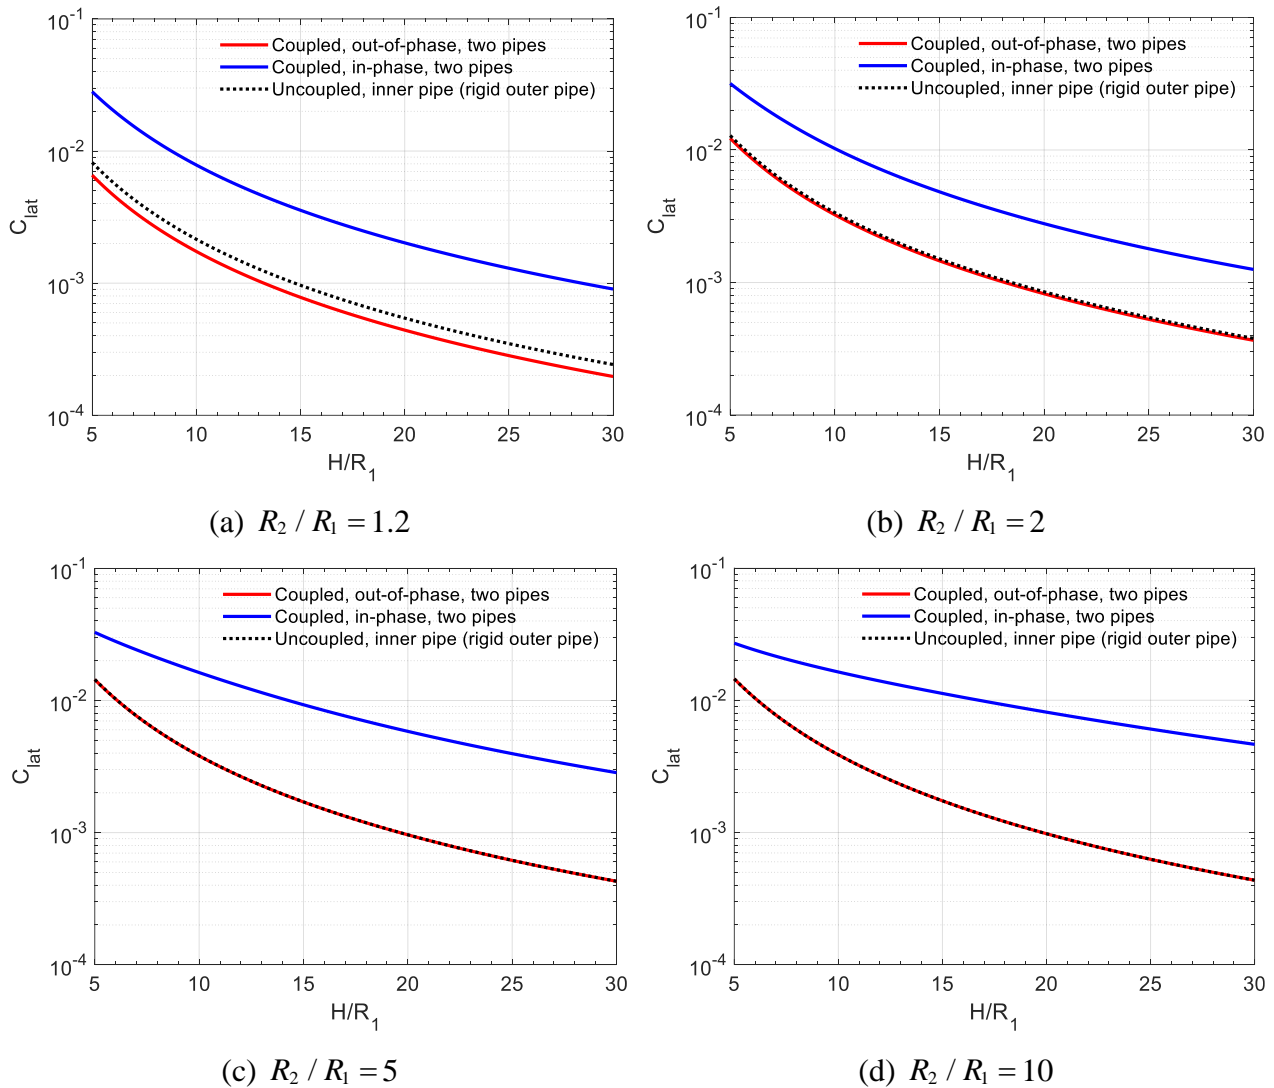 10^-1
Coupled, out-of-phase, two pipes
Coupled, in-phase, two pipes
Uncoupled, inner pipe (rigid outer pipe)
10^-2
C_lat
10^-3
10^-4
5 10 15 20 25 30
H/R_1
(a) R_2 / R_1 = 1.2
10^-1
Coupled, out-of-phase, two pipes
Coupled, in-phase, two pipes
Uncoupled, inner pipe (rigid outer pipe)
10^-2
C_lat
10^-3
10^-4
5 10 15 20 25 30
H/R_1
(b) R_2 / R_1 = 2
10^-1
Coupled, out-of-phase, two pipes
Coupled, in-phase, two pipes
Uncoupled, inner pipe (rigid outer pipe)
10^-2
C_lat
10^-3
10^-4
5 10 15 20 25 30
H/R_1
(c) R_2 / R_1 = 5
10^-1
Coupled, out-of-phase, two pipes
Coupled, in-phase, two pipes
Uncoupled, inner pipe (rigid outer pipe)
10^-2
C_lat
10^-3
10^-4
5 10 15 20 25 30
H/R_1
(d) R_2 / R_1 = 10